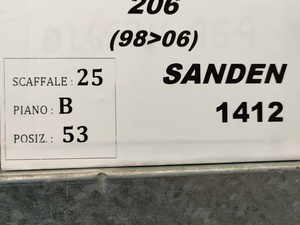 206
(98>06)
SCAFFALE : 25
PIANO : B
POSIZ. : 53
SANDEN
1412